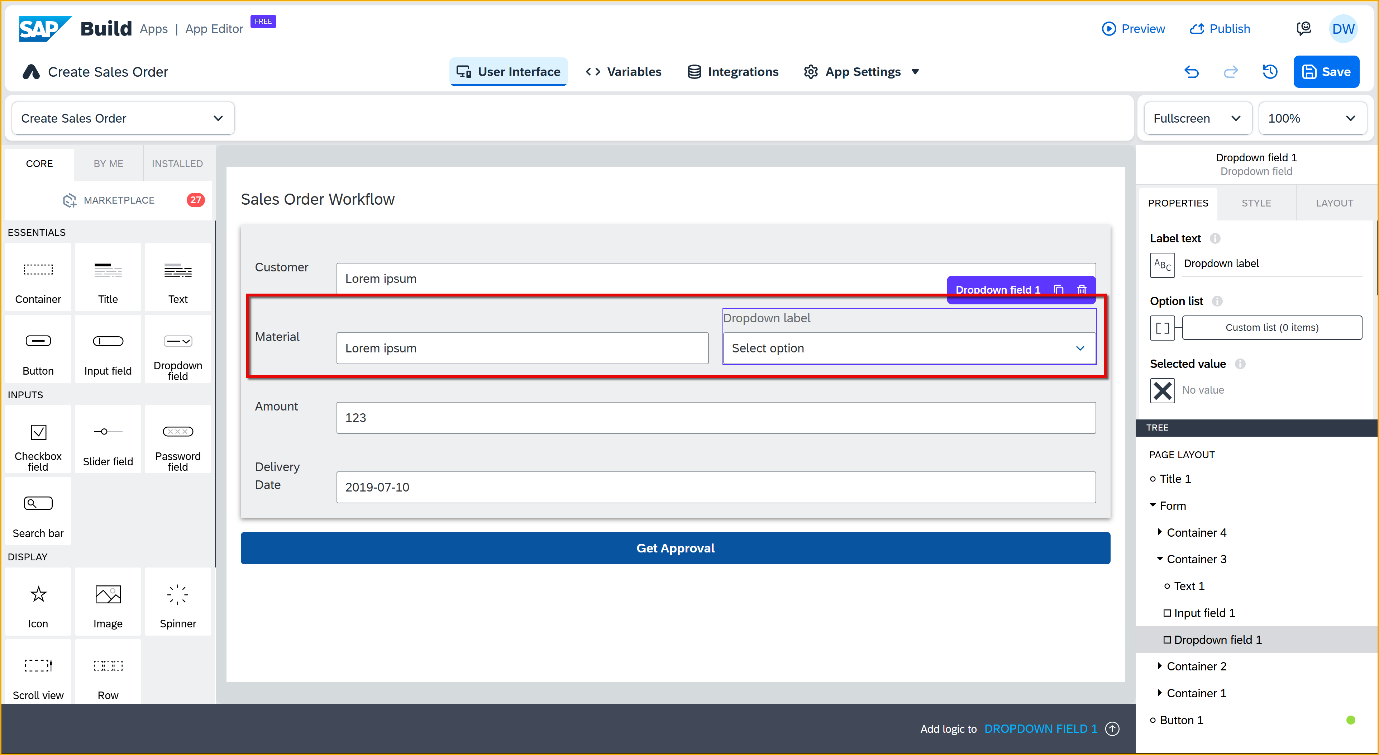 SAP Build Apps | App Editor FREE
Preview Publish DW
Create Sales Order
User Interface <> Variables Integrations App Settings
Save
Create Sales Order
Fullscreen 100%
CORE BY ME INSTALLED
MARKETPLACE 27
ESSENTIALS
Container Title Text
Button Input field Dropdown field
INPUTS
Checkbox field Slider field Password field
Search bar
DISPLAY
Icon Image Spinner
Scroll view Row
Sales Order Workflow
Customer
Lorem ipsum
Dropdown field 1
Dropdown label
Material
Lorem ipsum
Select option
Amount
123
Delivery
Date
2019-07-10
Get Approval
Add logic to DROPDOWN FIELD 1
Dropdown field 1
Dropdown field
PROPERTIES STYLE LAYOUT
Label text
ABC Dropdown label
Option list
[ ] Custom list (0 items)
Selected value
No value
TREE
PAGE LAYOUT
Title 1
Form
Container 4
Container 3
Text 1
Input field 1
Dropdown field 1
Container 2
Container 1
Button 1